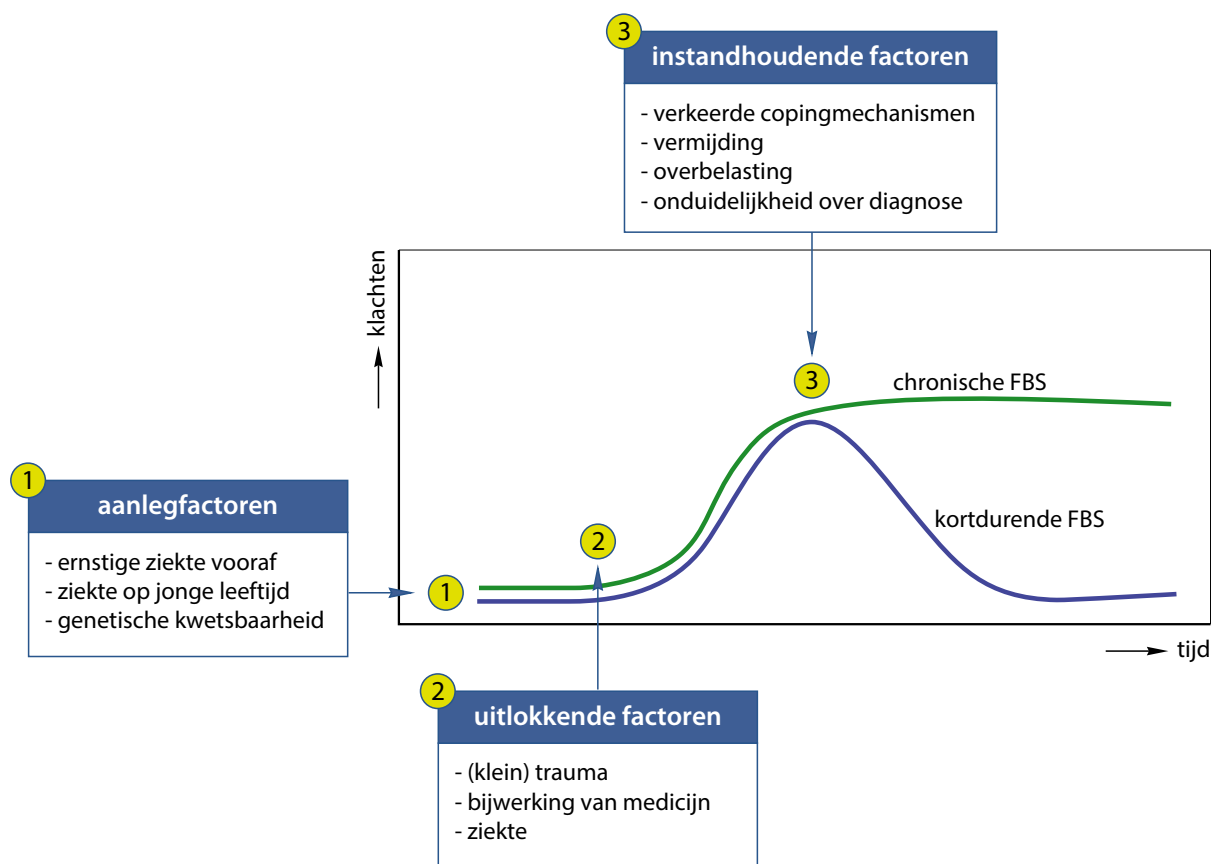 3
instandhoudende factoren
- verkeerde copingmechanismen
- vermijding
- overbelasting
- onduidelijkheid over diagnose
klachten
3
chronische FBS
kortdurende FBS
1
aanlegfactoren
- ernstige ziekte vooraf
- ziekte op jonge leeftijd
- genetische kwetsbaarheid
1
2
tijd
2
uitlokkende factoren
- (klein) trauma
- bijwerking van medicijn
- ziekte